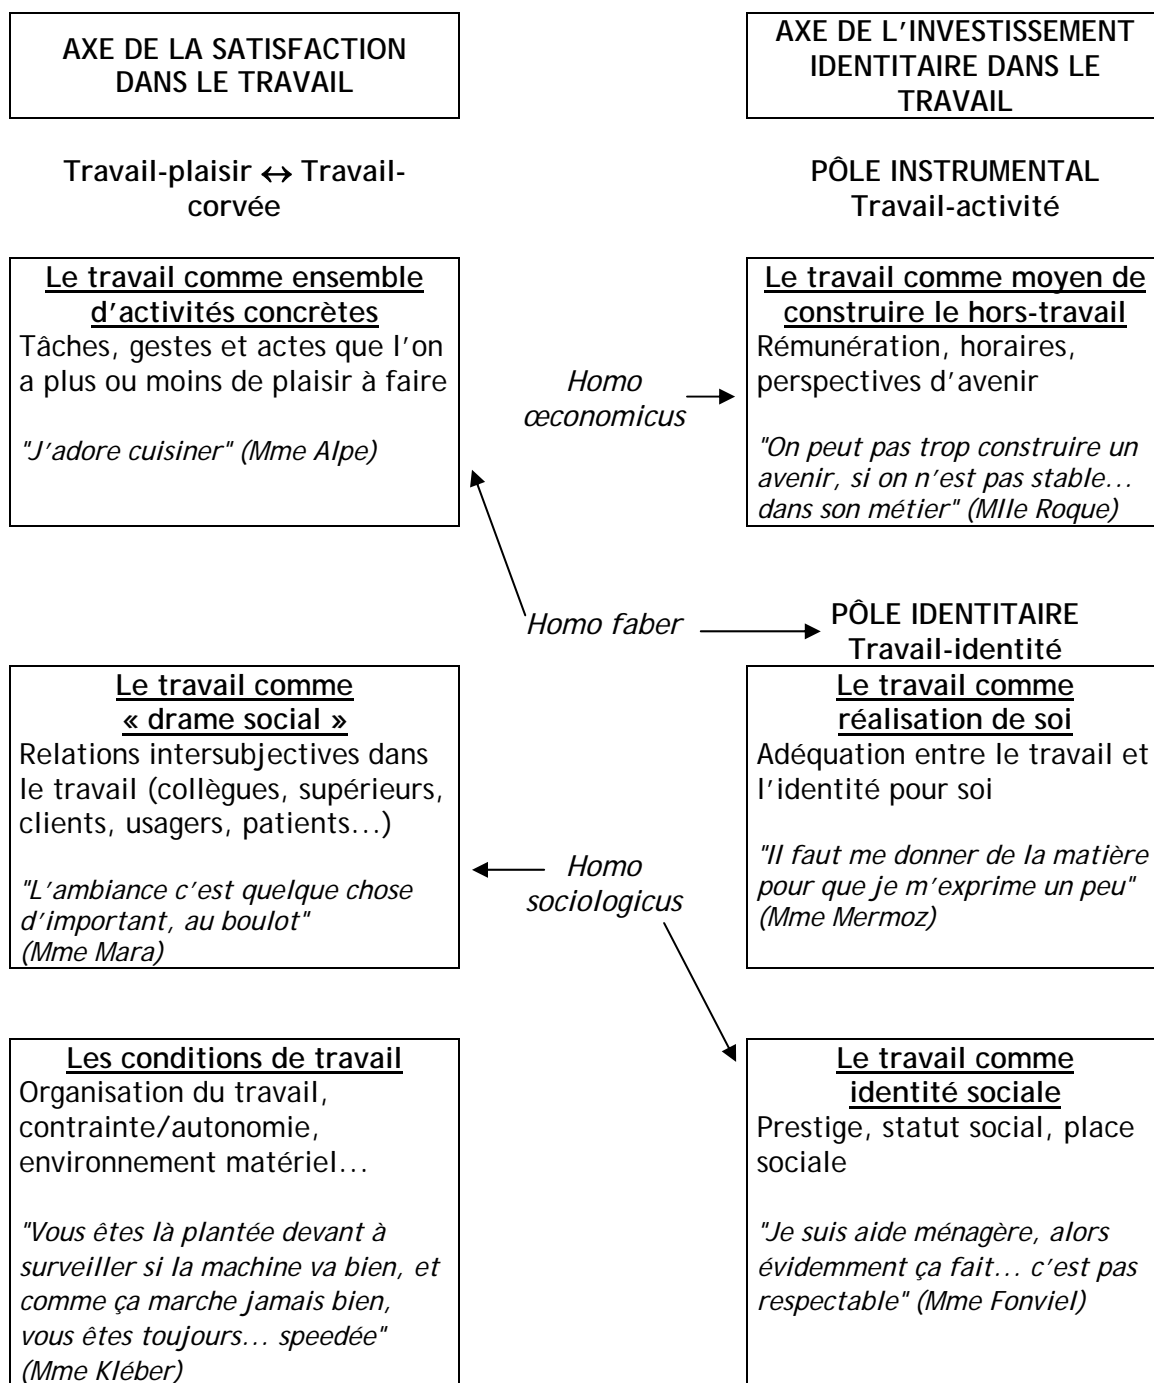 AXE DE LA SATISFACTION
DANS LE TRAVAIL
AXE DE L'INVESTISSEMENT
IDENTITAIRE DANS LE
TRAVAIL
Travail-plaisir ↔ Travail-
corvée
PÔLE INSTRUMENTAL
Travail-activité
Le travail comme ensemble
d'activités concrètes
Tâches, gestes et actes que l'on
a plus ou moins de plaisir à faire
"J'adore cuisiner" (Mme Alpe)
Homo
œconomicus
Le travail comme moyen de
construire le hors-travail
Rémunération, horaires,
perspectives d'avenir
"On peut pas trop construire un
avenir, si on n'est pas stable...
dans son métier" (Mlle Roque)
Homo faber
PÔLE IDENTITAIRE
Travail-identité
Le travail comme
« drame social »
Relations intersubjectives dans
le travail (collègues, supérieurs,
clients, usagers, patients...)
"L'ambiance c'est quelque chose
d'important, au boulot"
(Mme Mara)
Homo
sociologicus
Le travail comme
réalisation de soi
Adéquation entre le travail et
l'identité pour soi
"Il faut me donner de la matière
pour que je m'exprime un peu"
(Mme Mermoz)
Les conditions de travail
Organisation du travail,
contrainte/autonomie,
environnement matériel...
"Vous êtes là plantée devant à
surveiller si la machine va bien, et
comme ça marche jamais bien,
vous êtes toujours... speedée"
(Mme Kléber)
Le travail comme
identité sociale
Prestige, statut social, place
sociale
"Je suis aide ménagère, alors
évidemment ça fait... c'est pas
respectable" (Mme Fonviel)